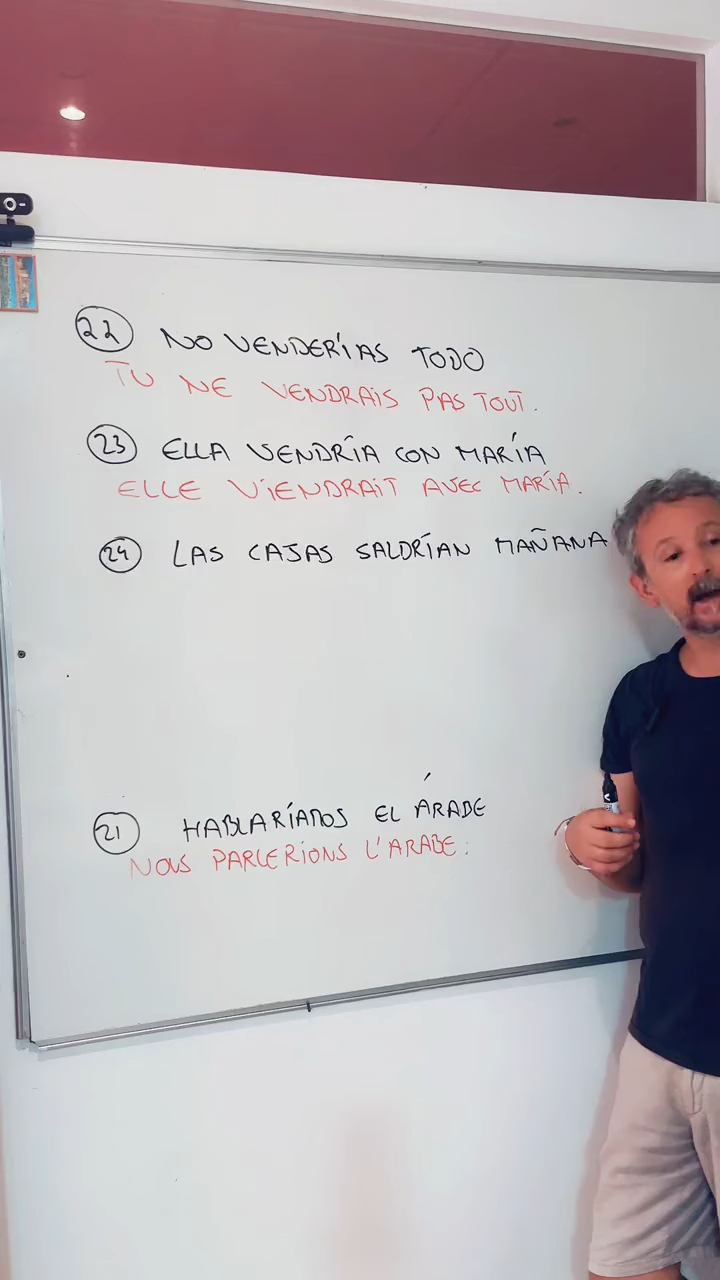 22 NO VENDERÍAS TODO
TU NE VENDRAIS PAS TOUT.
23 ELLA VENDRÍA CON MARÍA
ELLE VIENDRAIT AVEC MARÍA.
24 LAS CAJAS SALDRÍAN MAÑANA
21 HABLARÍAMOS EL ÁRABE
NOUS PARLERIONS L'ARABE.